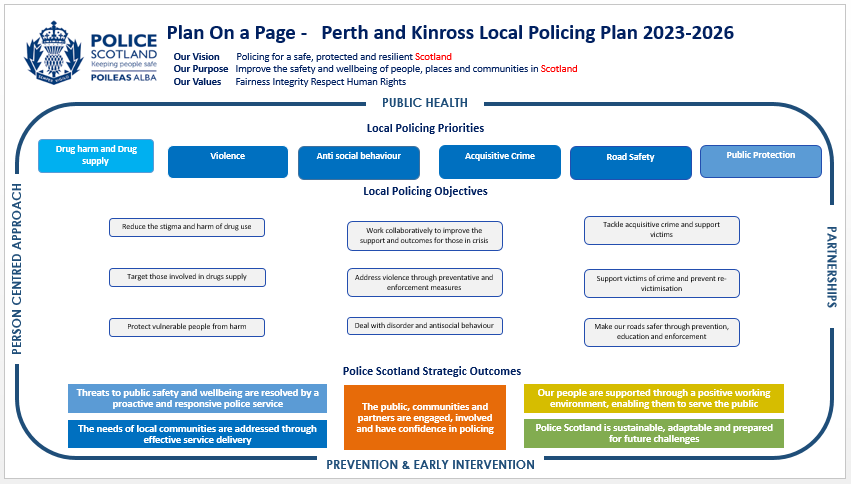 Plan On a Page - Perth and Kinross Local Policing Plan 2023-2026
POLICE
SCOTLAND
Keeping people safe
POILEAS ALBA
Our Vision Policing for a safe, protected and resilient Scotland
Our Purpose Improve the safety and wellbeing of people, places and communities in Scotland
Our Values Fairness Integrity Respect Human Rights
PUBLIC HEALTH
Local Policing Priorities
Drug harm and Drug
supply
Violence
Anti social behaviour
Acquisitive Crime
Road Safety
Public Protection
Local Policing Objectives
PERSON CENTRED APPROACH
Reduce the stigma and harm of drug use
Work collaboratively to improve the
support and outcomes for those in crisis
Tackle acquisitive crime and support
victims
Target those involved in drugs supply
Address violence through preventative and
enforcement measures
Support victims of crime and prevent re-
victimisation
Protect vulnerable people from harm
Deal with disorder and antisocial behaviour
Make our roads safer through prevention,
education and enforcement
PARTNERSHIPS
Police Scotland Strategic Outcomes
Threats to public safety and wellbeing are resolved by a
proactive and responsive police service
The needs of local communities are addressed through
effective service delivery
The public, communities and
partners are engaged, involved
and have confidence in policing
Our people are supported through a positive working
environment, enabling them to serve the public
Police Scotland is sustainable, adaptable and prepared
for future challenges
PREVENTION & EARLY INTERVENTION